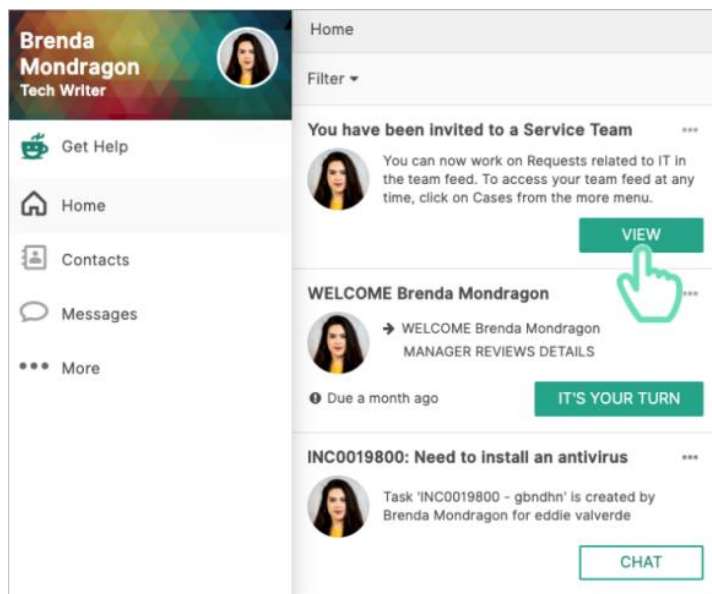 Brenda
Mondragon
Tech Writer
Get Help
Home
Contacts
Messages
More
Home
Filter
You have been invited to a Service Team
You can now work on Requests related to IT in
the team feed. To access your team feed at any
time, click on Cases from the more menu.
VIEW
WELCOME Brenda Mondragon
WELCOME Brenda Mondragon
MANAGER REVIEWS DETAILS
Due a month ago
IT'S YOUR TURN
INC0019800: Need to install an antivirus
Task 'INC0019800 - gbndhn' is created by
Brenda Mondragon for eddie valverde
CHAT